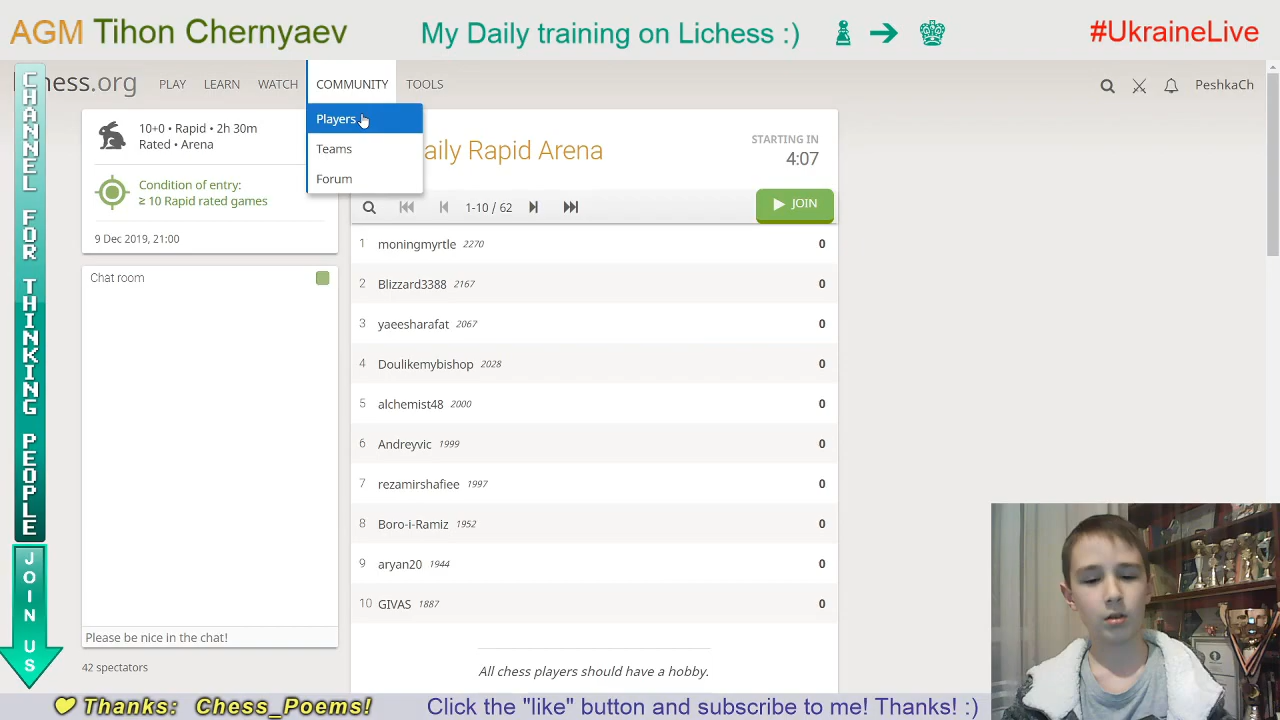 AGM Tihon Chernyaev
My Daily training on Lichess :)
#UkraineLive
CHANNEL FOR THINKING PEOPLE
JOIN US
hess.org
PLAY
LEARN
WATCH
COMMUNITY
TOOLS
PeshkaCh
Players
Teams
Forum
10+0 • Rapid • 2h 30m
Rated • Arena
Condition of entry:
≥ 10 Rapid rated games
9 Dec 2019, 21:00
Chat room
Please be nice in the chat!
42 spectators
aily Rapid Arena
STARTING IN
4:07
1-10 / 62
JOIN
1 moningmyrtle 2270 0
2 Blizzard3388 2167 0
3 yaeesharafat 2067 0
4 Doulikemybishop 2028 0
5 alchemist48 2000 0
6 Andreyvic 1999 0
7 rezamirshafiee 1997 0
8 Boro-i-Ramiz 1952 0
9 aryan20 1944 0
10 GIVAS 1887 0
All chess players should have a hobby.
Thanks: Chess_Poems!
Click the "like" button and subscribe to me! Thanks! :)